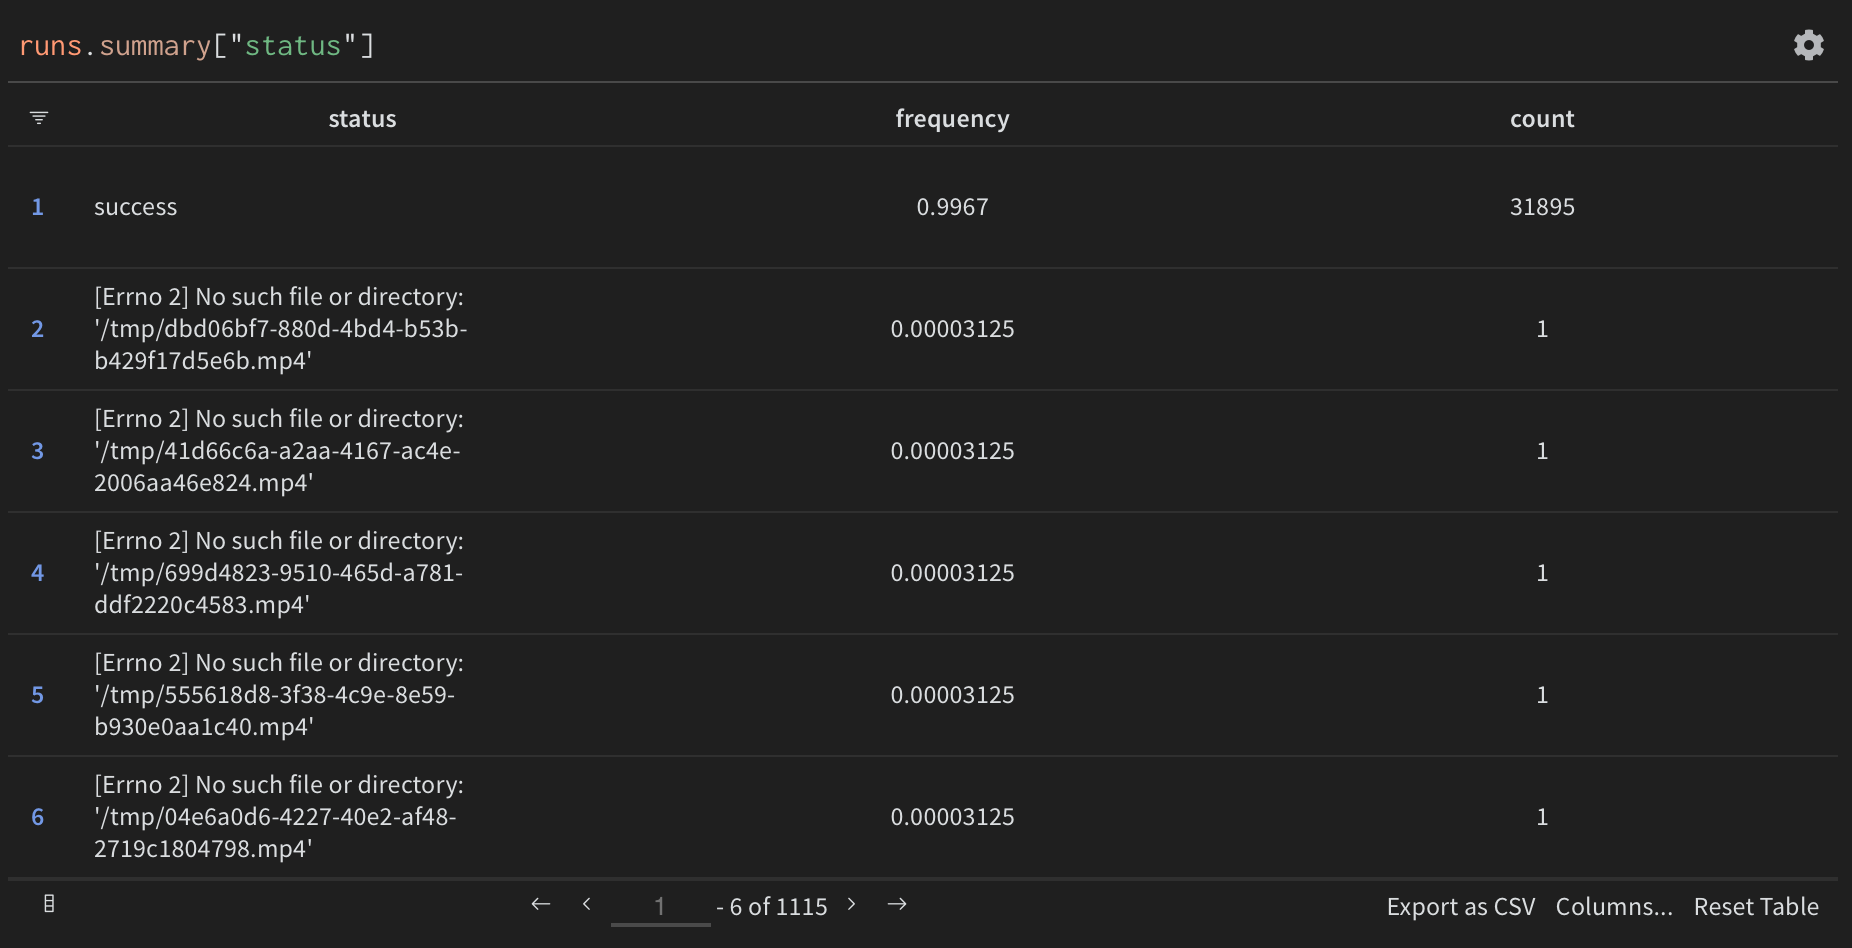 runs.summary["status"]
status frequency count
1 success 0.9967 31895
[Errno 2] No such file or directory:
2 '/tmp/dbd06bf7-880d-4bd4-b53b- 0.00003125 1
b429f17d5e6b.mp4'
[Errno 2] No such file or directory:
3 '/tmp/41d66c6a-a2aa-4167-ac4e- 0.00003125 1
2006aa46e824.mp4'
[Errno 2] No such file or directory:
4 '/tmp/699d4823-9510-465d-a781- 0.00003125 1
ddf2220c4583.mp4'
[Errno 2] No such file or directory:
5 '/tmp/555618d8-3f38-4c9e-8e59- 0.00003125 1
b930e0aa1c40.mp4'
[Errno 2] No such file or directory:
6 '/tmp/04e6a0d6-4227-40e2-af48- 0.00003125 1
2719c1804798.mp4'
1 - 6 of 1115 Export as CSV Columns... Reset Table